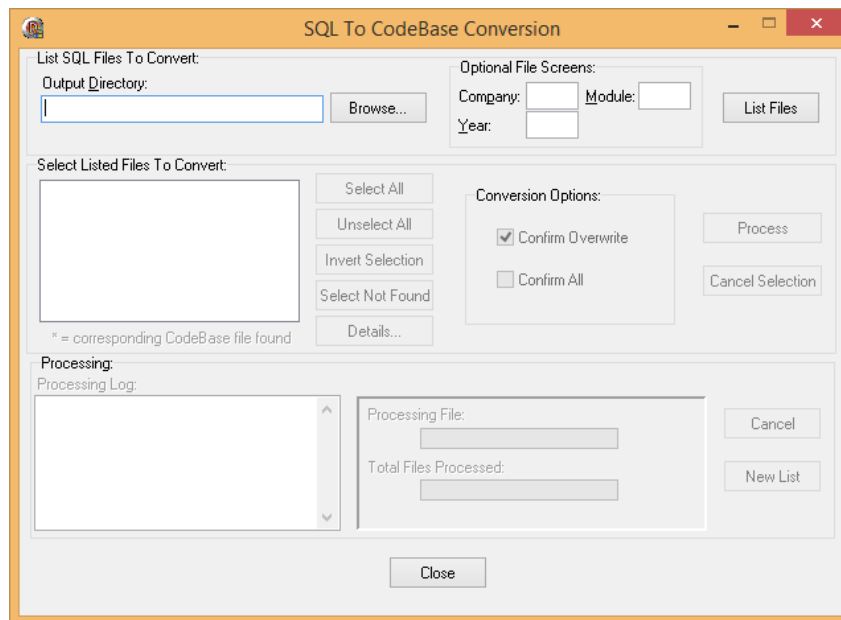 SQL To CodeBase Conversion
List SQL Files To Convert:
Output Directory:
Browse...
Optional File Screens:
Company:
Module:
Year:
List Files
Select Listed Files To Convert:
Select All
Unselect All
Invert Selection
Select Not Found
Details...
* = corresponding CodeBase file found
Conversion Options:
Confirm Overwrite
Confirm All
Process
Cancel Selection
Processing:
Processing Log:
Processing File:
Total Files Processed:
Cancel
New List
Close